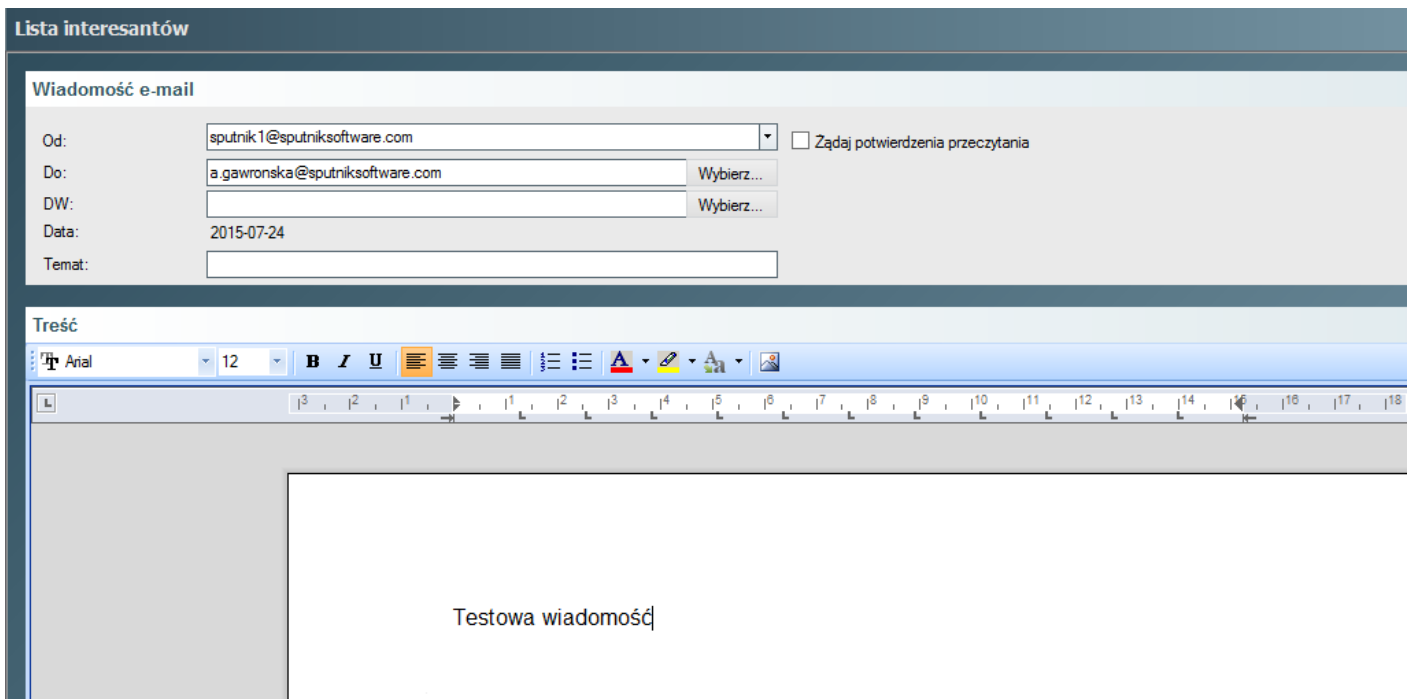 Lista interesantów
Wiadomość e-mail
Od: sputnik1@sputniksoftware.com Żądaj potwierdzenia przeczytania
Do: a.gawronska@sputniksoftware.com Wybierz...
DW: Wybierz...
Data: 2015-07-24
Temat:
Treść
Arial 12 B I U A Aa
L 3 2 1 1 2 3 4 5 6 7 8 9 10 11 12 13 14 15 16 17 18
Testowa wiadomość